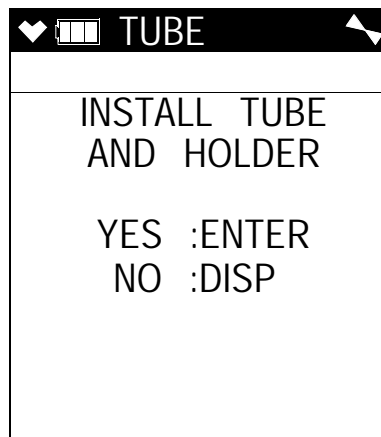 TUBE
INSTALL TUBE
AND HOLDER
YES :ENTER
NO :DISP